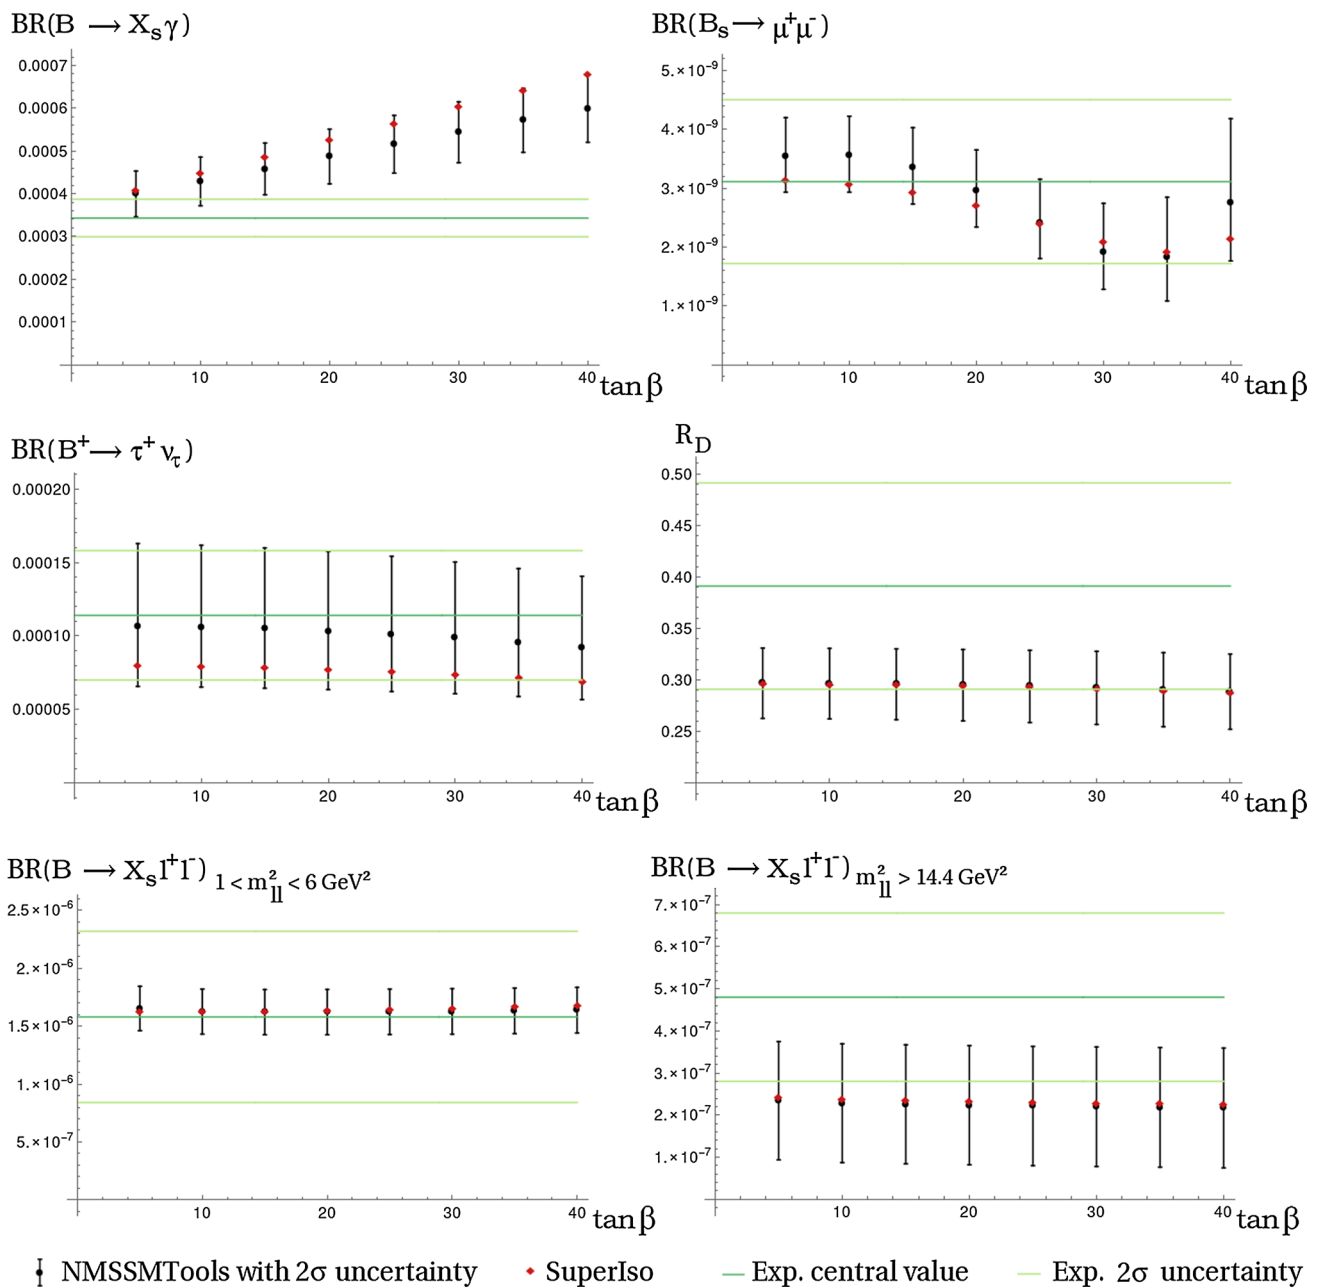 BR(B → Xsγ)
0.0007
0.0006
0.0005
0.0004
0.0003
0.0002
0.0001
10 20 30 40
tan β
BR(Bs → μ⁺μ⁻)
5.×10⁻⁹
4.×10⁻⁹
3.×10⁻⁹
2.×10⁻⁹
1.×10⁻⁹
10 20 30 40
tan β
BR(B⁺ → τ⁺ ντ)
0.00020
0.00015
0.00010
0.00005
10 20 30 40
tan β
R_D
0.50
0.45
0.40
0.35
0.30
0.25
10 20 30 40
tan β
BR(B → Xs l⁺l⁻) 1 < m²ll < 6 GeV²
2.5×10⁻⁶
2.×10⁻⁶
1.5×10⁻⁶
1.×10⁻⁶
5.×10⁻⁷
10 20 30 40
tan β
BR(B → Xs l⁺l⁻) m²ll > 14.4 GeV²
7.×10⁻⁷
6.×10⁻⁷
5.×10⁻⁷
4.×10⁻⁷
3.×10⁻⁷
2.×10⁻⁷
1.×10⁻⁷
10 20 30 40
tan β
NMSSMTools with 2σ uncertainty SuperIso Exp. central value Exp. 2σ uncertainty